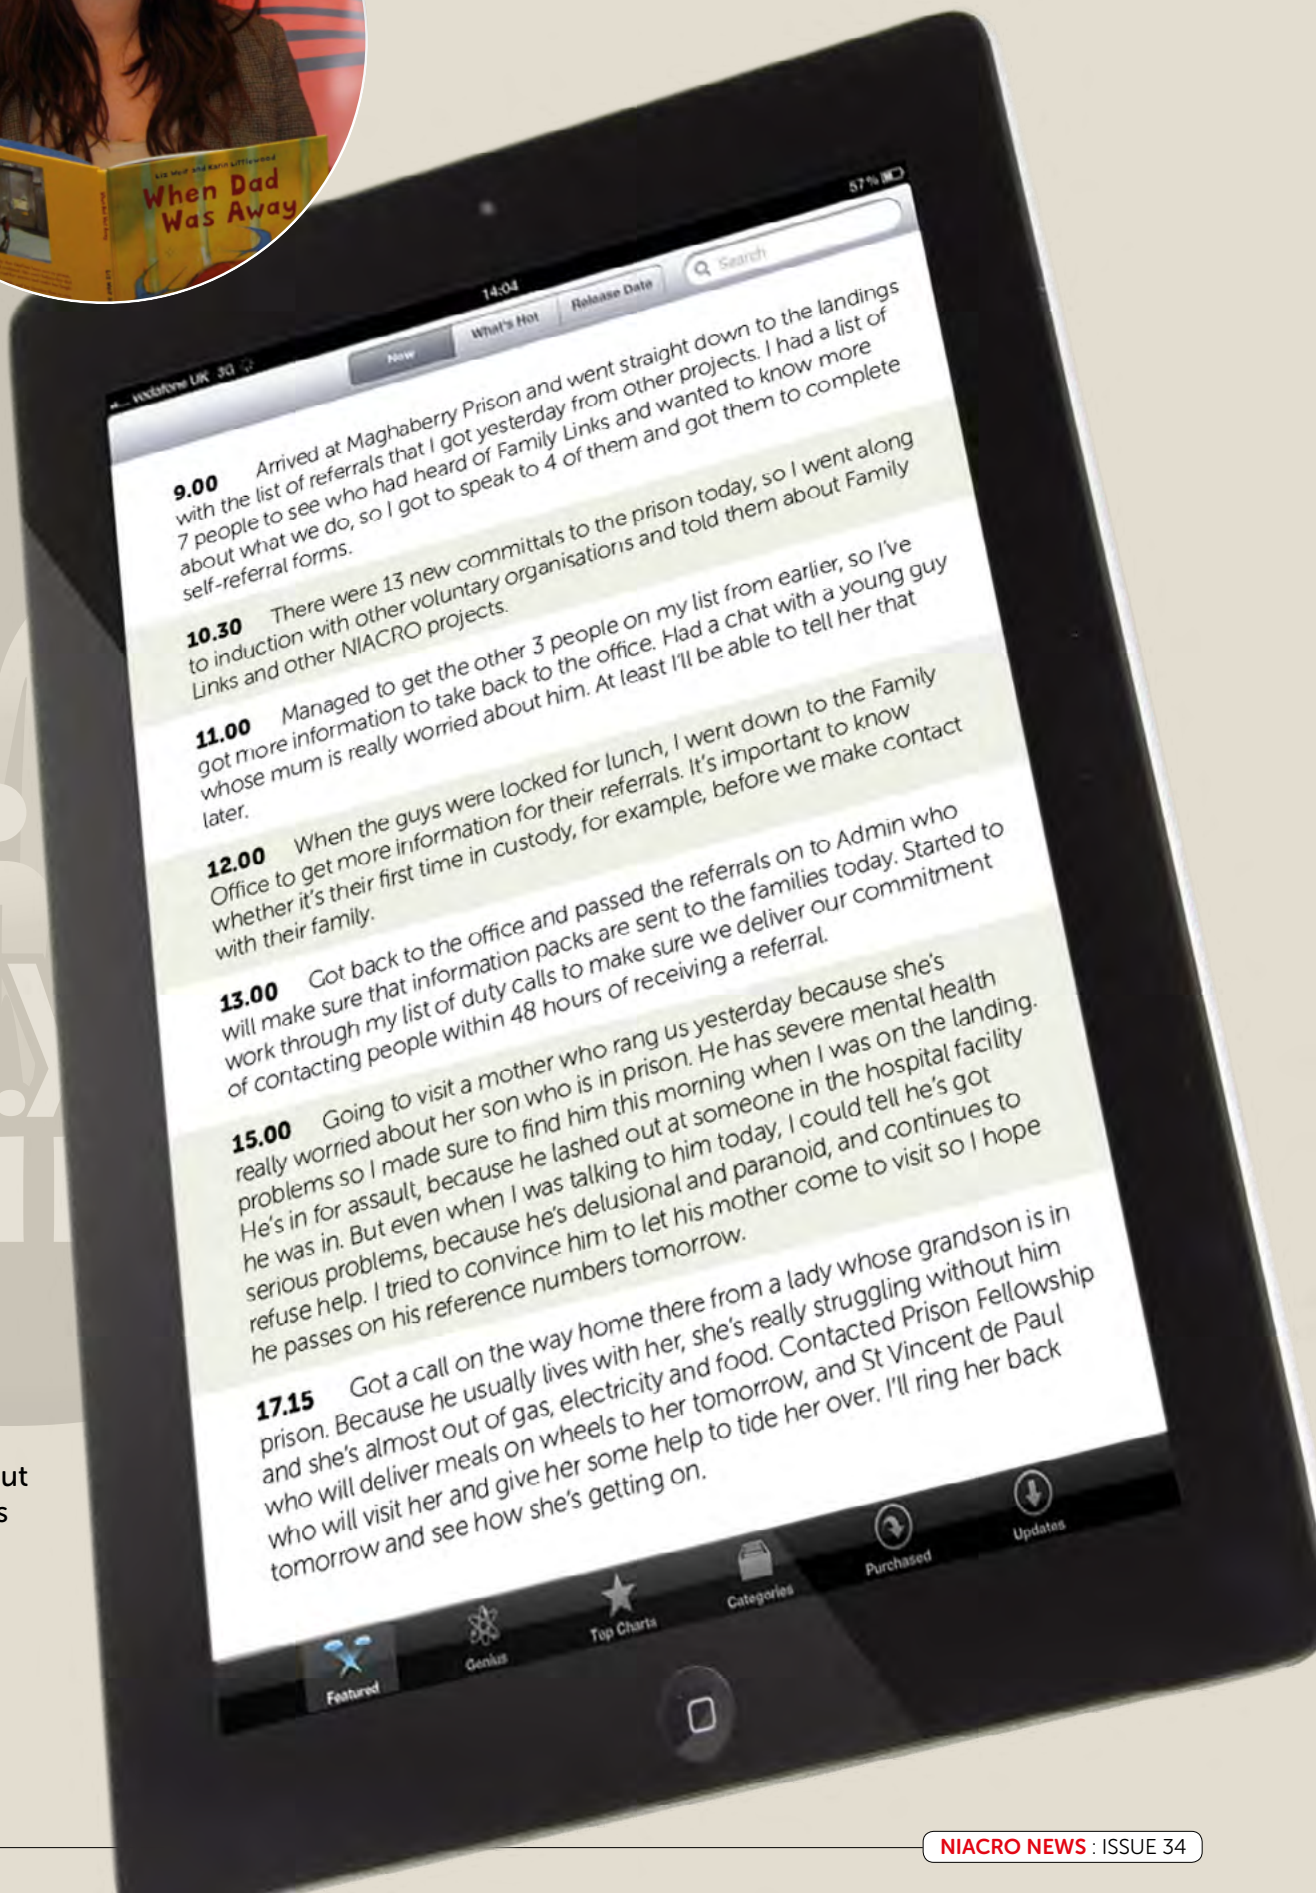 Liz Weir and Karin Littlewood
When Dad
Was Away
vodafone UK 3G
14:04
57%
New
What's Hot
Release Date
Search
9.00 Arrived at Maghaberry Prison and went straight down to the landings
with the list of referrals that I got yesterday from other projects. I had a list of
7 people to see who had heard of Family Links and wanted to know more
about what we do, so I got to speak to 4 of them and got them to complete
self-referral forms.
10.30 There were 13 new committals to the prison today, so I went along
to induction with other voluntary organisations and told them about Family
Links and other NIACRO projects.
11.00 Managed to get the other 3 people on my list from earlier, so I've
got more information to take back to the office. Had a chat with a young guy
whose mum is really worried about him. At least I'll be able to tell her that
later.
12.00 When the guys were locked for lunch, I went down to the Family
Office to get more information for their referrals. It's important to know
whether it's their first time in custody, for example, before we make contact
with their family.
13.00 Got back to the office and passed the referrals on to Admin who
will make sure that information packs are sent to the families today. Started to
work through my list of duty calls to make sure we deliver our commitment
of contacting people within 48 hours of receiving a referral.
15.00 Going to visit a mother who rang us yesterday because she's
really worried about her son who is in prison. He has severe mental health
problems so I made sure to find him this morning when I was on the landing.
He's in for assault, because he lashed out at someone in the hospital facility
he was in. But even when I was talking to him today, I could tell he's got
serious problems, because he's delusional and paranoid, and continues to
refuse help. I tried to convince him to let his mother come to visit so I hope
he passes on his reference numbers tomorrow.
17.15 Got a call on the way home there from a lady whose grandson is in
prison. Because he usually lives with her, she's really struggling without him
and she's almost out of gas, electricity and food. Contacted Prison Fellowship
who will deliver meals on wheels to her tomorrow, and St Vincent de Paul
who will visit her and give her some help to tide her over. I'll ring her back
tomorrow and see how she's getting on.
Featured
Genius
Top Charts
Categories
Purchased
Updates
ut
s
NIACRO NEWS : ISSUE 34